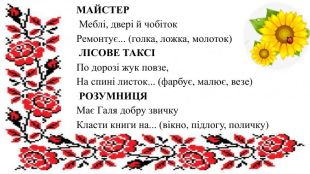 МАЙСТЕР
Меблі, двері й чобіток
Ремонтує... (голка, ложка, молоток)
ЛІСОВЕ ТАКСІ
По дорозі жук повзе,
На спині листок... (фарбує, малює, везе)
РОЗУМНИЦЯ
Має Галя добру звичку
Класти книги на... (вікно, підлогу, поличку)